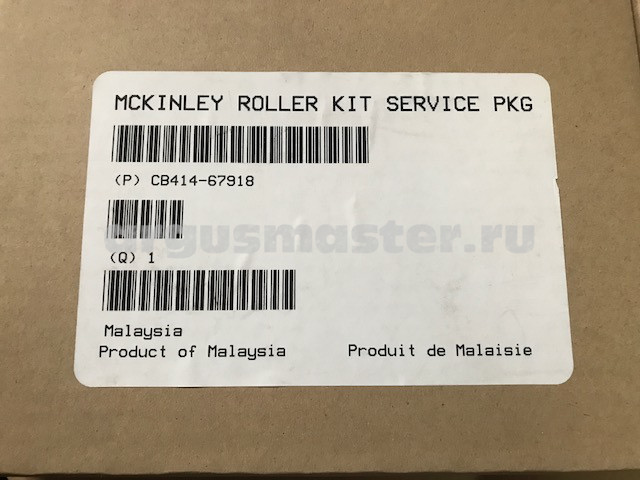 MCKINLEY ROLLER KIT SERVICE PKG
(P) CB414-67918
argusmaster.ru
(Q) 1
Malaysia
Product of Malaysia Produit de Malaisie